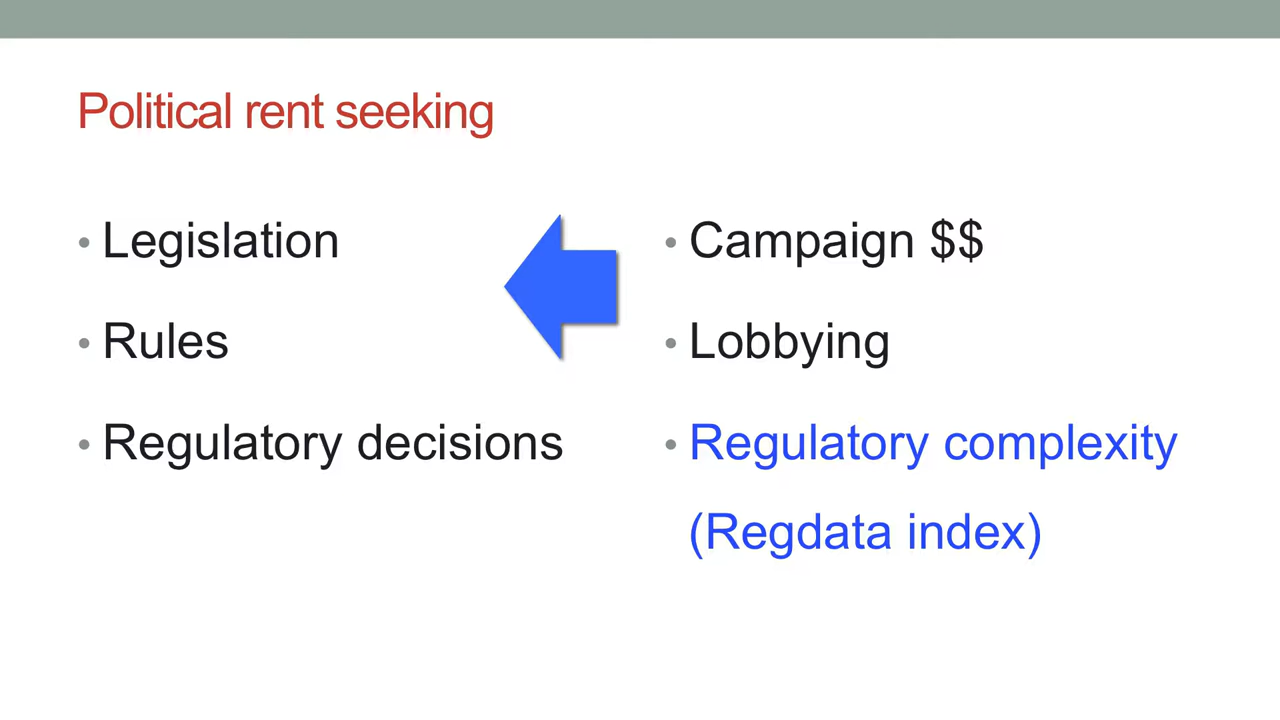 Political rent seeking
• Legislation
• Rules
• Regulatory decisions
• Campaign $$
• Lobbying
• Regulatory complexity
(Regdata index)